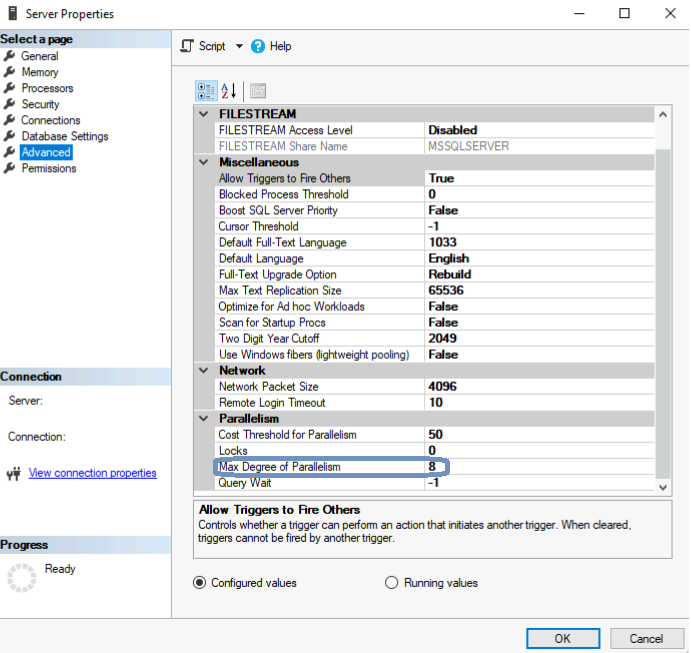 Server Properties
Select a page
General
Memory
Processors
Security
Connections
Database Settings
Advanced
Permissions
Connection
Server:
Connection:
View connection properties
Progress
Ready
Script Help
FILESTREAM
FILESTREAM Access Level Disabled
FILESTREAM Share Name MSSQLSERVER
Miscellaneous
Allow Triggers to Fire Others True
Blocked Process Threshold 0
Boost SQL Server Priority False
Cursor Threshold -1
Default Full-Text Language 1033
Default Language English
Full-Text Upgrade Option Rebuild
Max Text Replication Size 65536
Optimize for Ad hoc Workloads False
Scan for Startup Procs False
Two Digit Year Cutoff 2049
Use Windows fibers (lightweight pooling) False
Network
Network Packet Size 4096
Remote Login Timeout 10
Parallelism
Cost Threshold for Parallelism 50
Locks 0
Max Degree of Parallelism 8
Query Wait -1
Allow Triggers to Fire Others
Controls whether a trigger can perform an action that initiates another trigger. When cleared,
triggers cannot be fired by another trigger.
Configured values Running values
OK Cancel